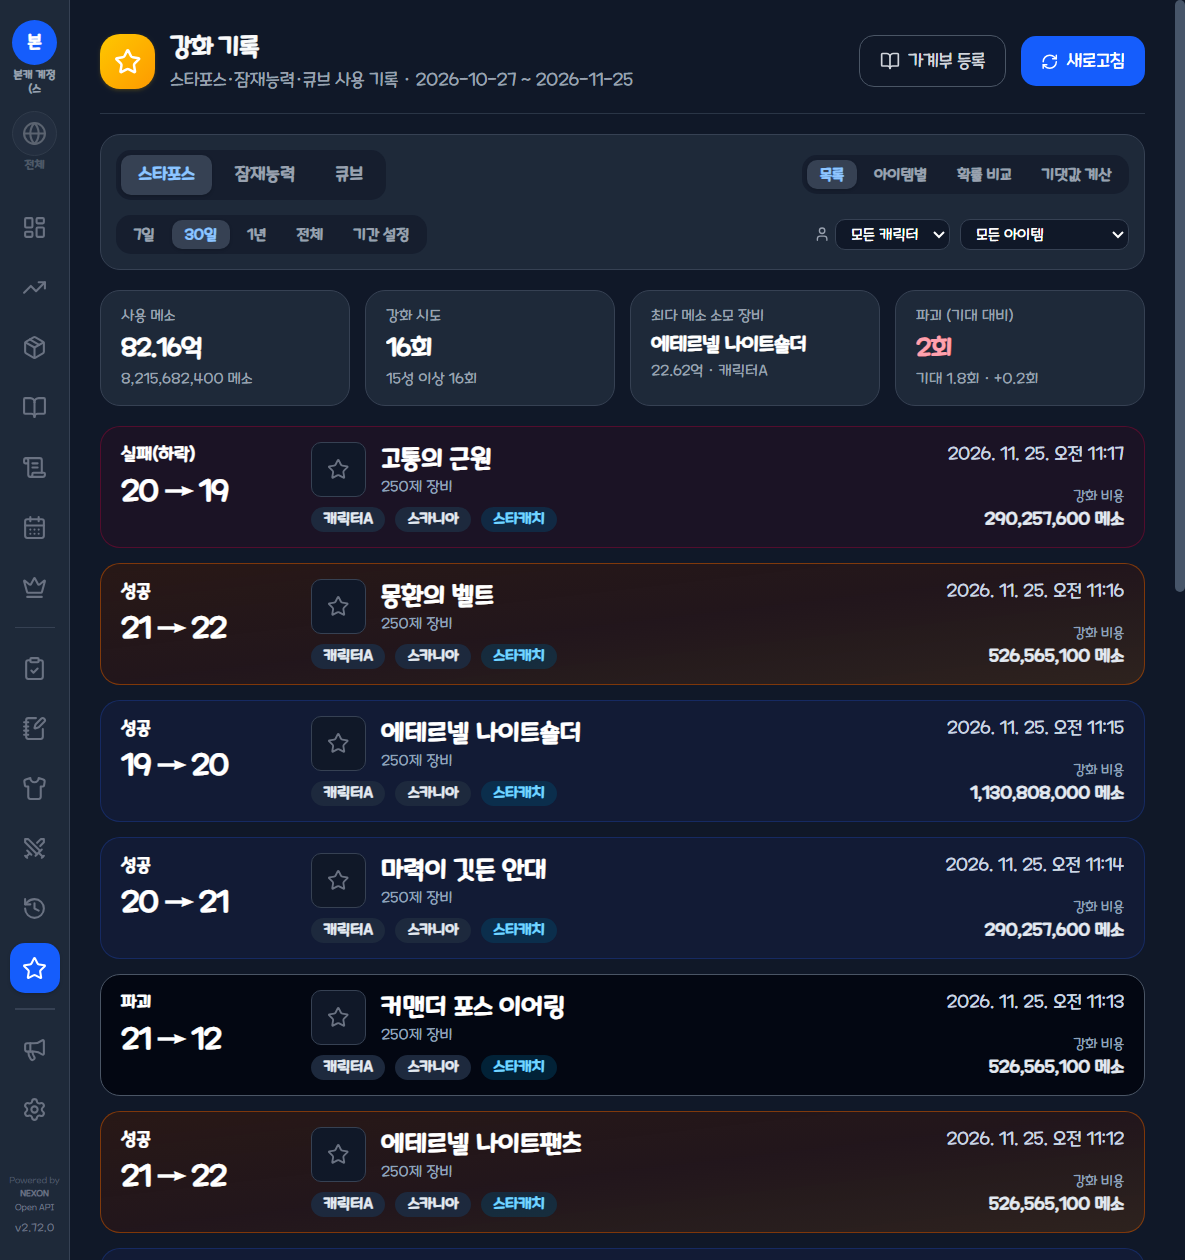 본
본캐 계정
(스
전체
Powered by
NEXON
Open API
v2.72.0
강화 기록
스타포스·잠재능력·큐브 사용 기록 · 2026-10-27 ~ 2026-11-25
가계부 등록
새로고침
스타포스 잠재능력 큐브
목록 아이템별 확률 비교 기댓값 계산
7일 30일 1년 전체 기간 설정
모든 캐릭터 모든 아이템
사용 메소
82.16억
8,215,682,400 메소
강화 시도
16회
15성 이상 16회
최다 메소 소모 장비
에테르넬 나이트숄더
22.62억 · 캐릭터A
파괴 (기대 대비)
2회
기대 1.8회 · +0.2회
실패(하락)
20 → 19
고통의 근원
250제 장비
캐릭터A 스카니아 스타캐치
2026. 11. 25. 오전 11:17
강화 비용
290,257,600 메소
성공
21 → 22
몽환의 벨트
250제 장비
캐릭터A 스카니아 스타캐치
2026. 11. 25. 오전 11:16
강화 비용
526,565,100 메소
성공
19 → 20
에테르넬 나이트숄더
250제 장비
캐릭터A 스카니아 스타캐치
2026. 11. 25. 오전 11:15
강화 비용
1,130,808,000 메소
성공
20 → 21
마력이 깃든 안대
250제 장비
캐릭터A 스카니아 스타캐치
2026. 11. 25. 오전 11:14
강화 비용
290,257,600 메소
파괴
21 → 12
커맨더 포스 이어링
250제 장비
캐릭터A 스카니아 스타캐치
2026. 11. 25. 오전 11:13
강화 비용
526,565,100 메소
성공
21 → 22
에테르넬 나이트팬츠
250제 장비
캐릭터A 스카니아 스타캐치
2026. 11. 25. 오전 11:12
강화 비용
526,565,100 메소